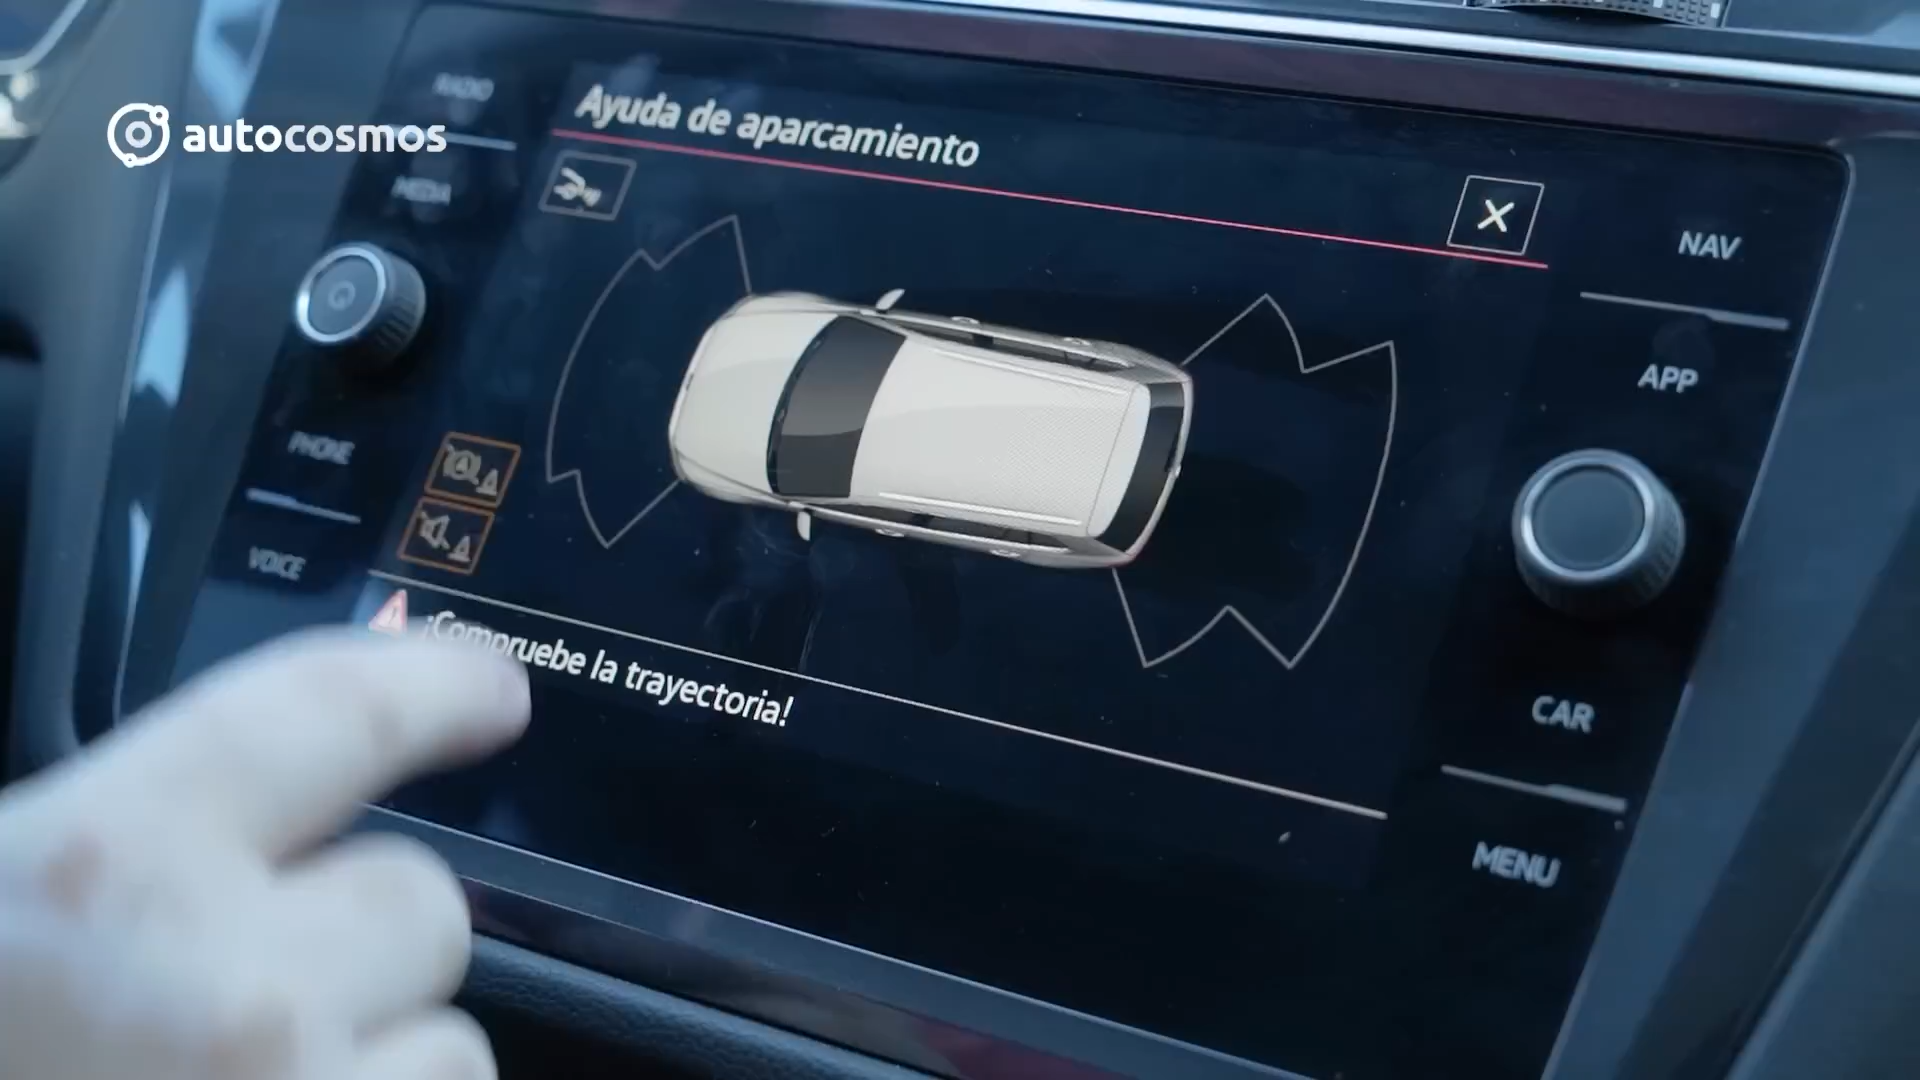 autocosmos
RADIO
MEDIA
PHONE
VOICE
Ayuda de aparcamiento
¡Compruebe la trayectoria!
NAV
APP
CAR
MENU